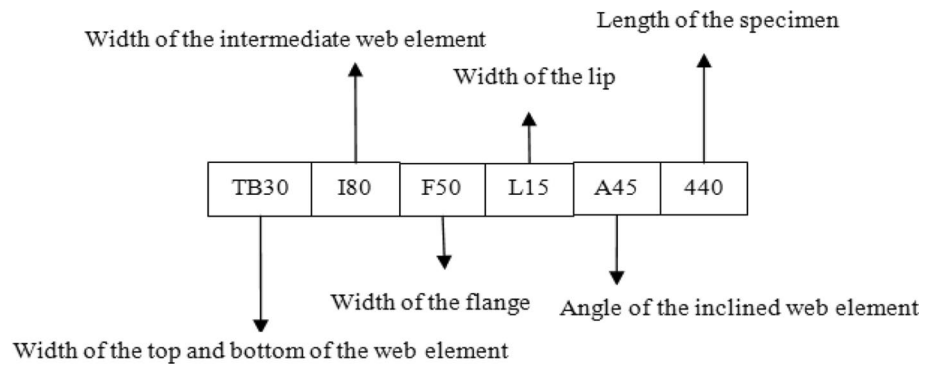 Length of the specimen
Width of the intermediate web element
Width of the lip
TB30 I80 F50 L15 A45 440
Width of the flange
Angle of the inclined web element
Width of the top and bottom of the web element